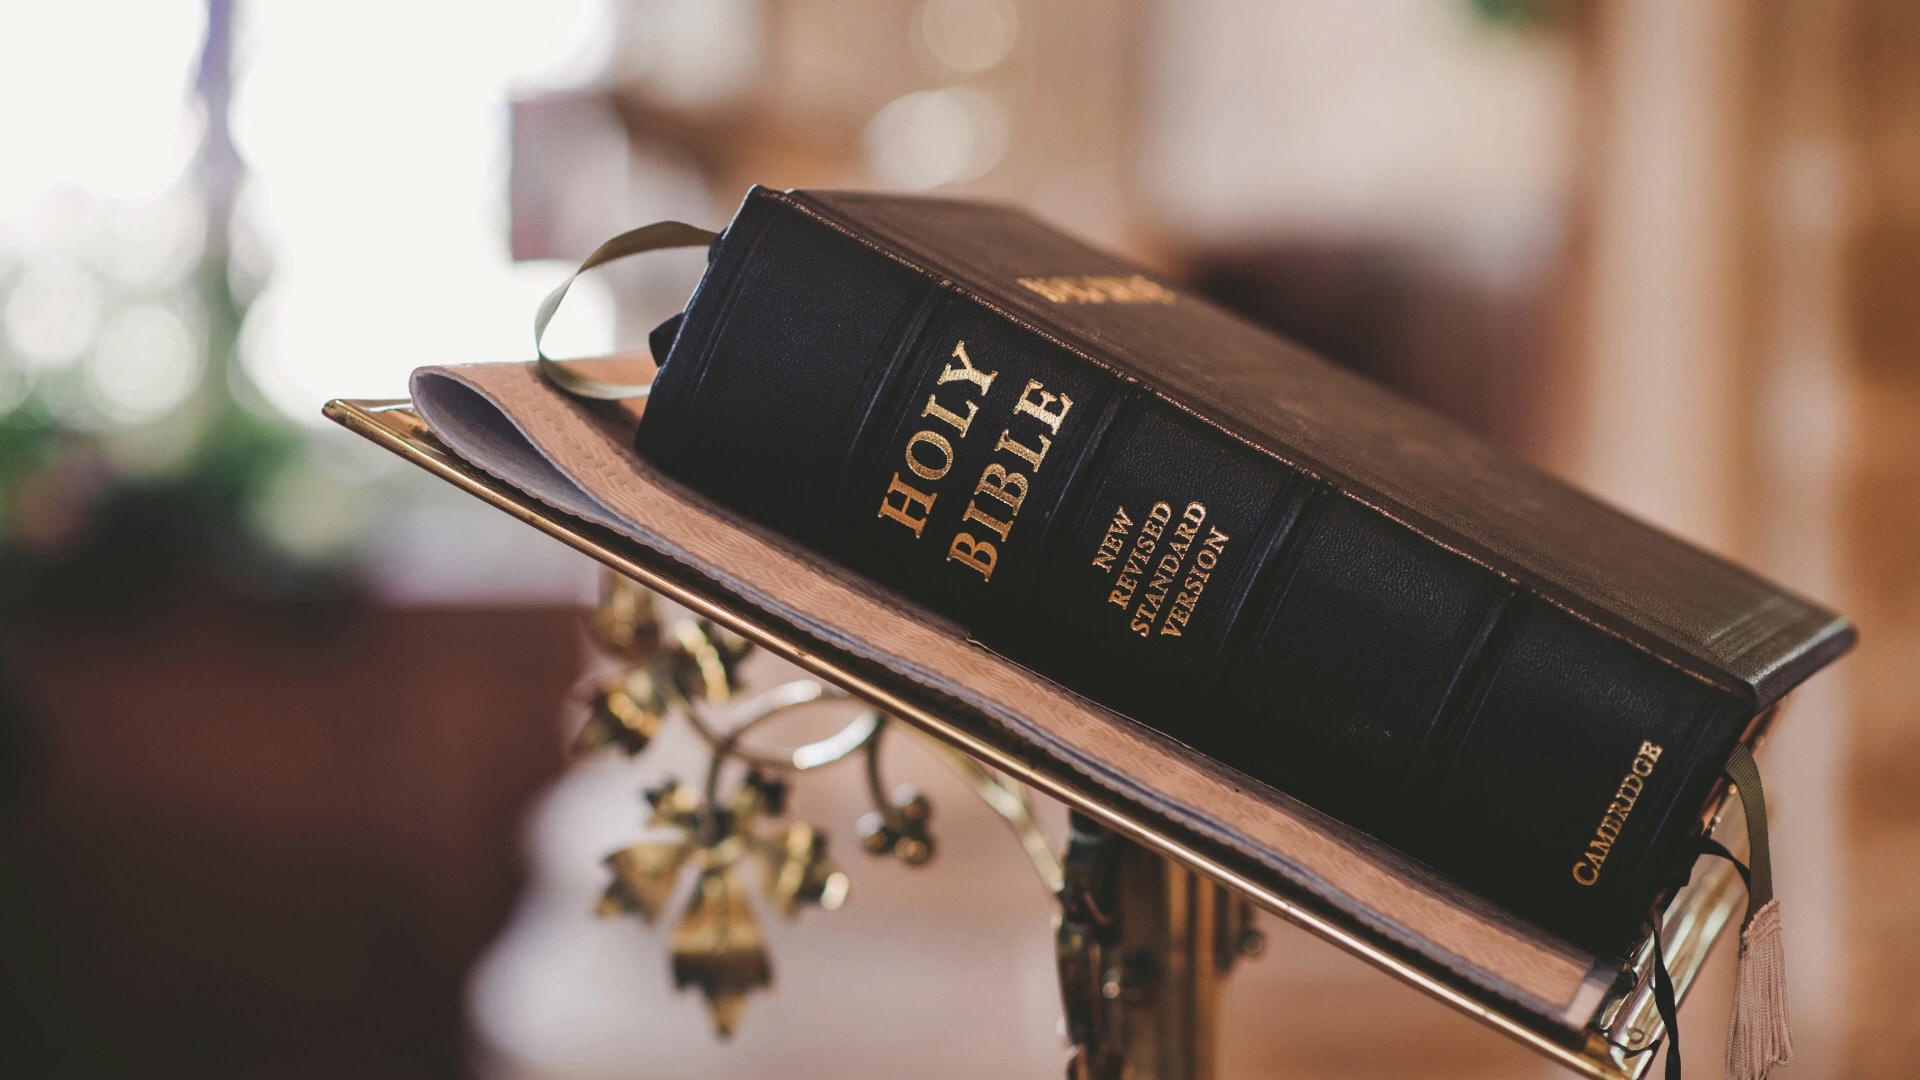 HOLY
BIBLE
NEW
REVISED
STANDARD
VERSION
CAMBRIDGE